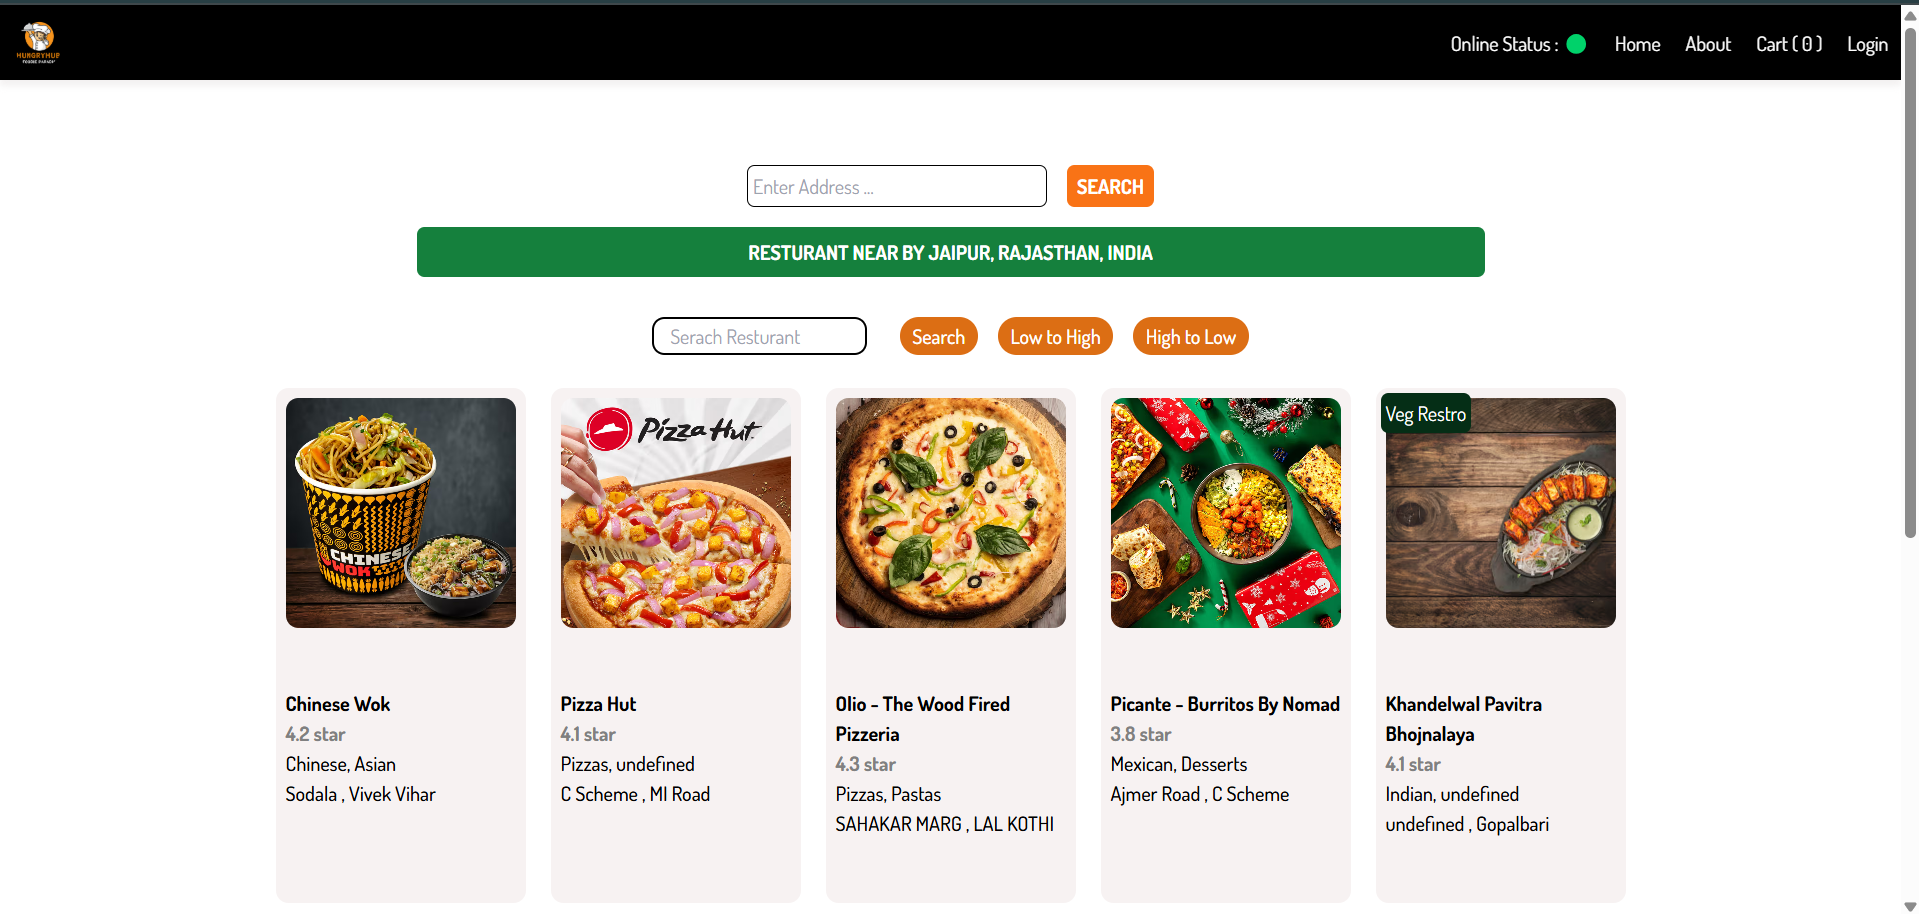 HUNGRYHUP
FOODIE PARADI
Online Status :
Home
About
Cart ( 0 )
Login
Enter Address ...
SEARCH
RESTURANT NEAR BY JAIPUR, RAJASTHAN, INDIA
Serach Resturant
Search
Low to High
High to Low
CHINESE
WOK
Pizza Hut
Veg Restro
Chinese Wok
4.2 star
Chinese, Asian
Sodala , Vivek Vihar
Pizza Hut
4.1 star
Pizzas, undefined
C Scheme , MI Road
Olio - The Wood Fired
Pizzeria
4.3 star
Pizzas, Pastas
SAHAKAR MARG , LAL KOTHI
Picante - Burritos By Nomad
3.8 star
Mexican, Desserts
Ajmer Road , C Scheme
Khandelwal Pavitra
Bhojnalaya
4.1 star
Indian, undefined
undefined , Gopalbari